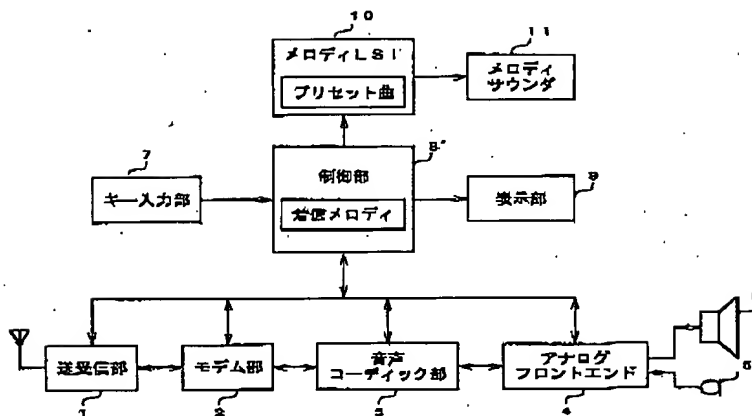 10
メロディLSI
プリセット曲
11
メロディ
サウンダ
7
キー入力部
8'
制御部
着信メロディ
9
表示部
送受信部
1
モデム部
2
音声
コーディック部
3
アナログ
フロントエンド
4
6